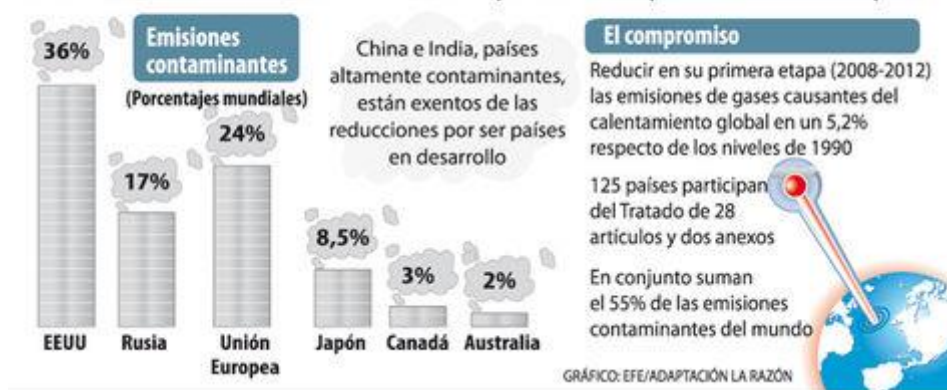 Emisiones
contaminantes
(Porcentajes mundiales)
36%
17%
24%
8,5%
3%
2%
EEUU
Rusia
Unión
Europea
Japón
Canadá
Australia
China e India, países
altamente contaminantes,
están exentos de las
reducciones por ser países
en desarrollo
El compromiso
Reducir en su primera etapa (2008-2012)
las emisiones de gases causantes del
calentamiento global en un 5,2%
respecto de los niveles de 1990
125 países participan
del Tratado de 28
artículos y dos anexos
En conjunto suman
el 55% de las emisiones
contaminantes del mundo
GRÁFICO: EFE/ADAPTACIÓN LA RAZÓN